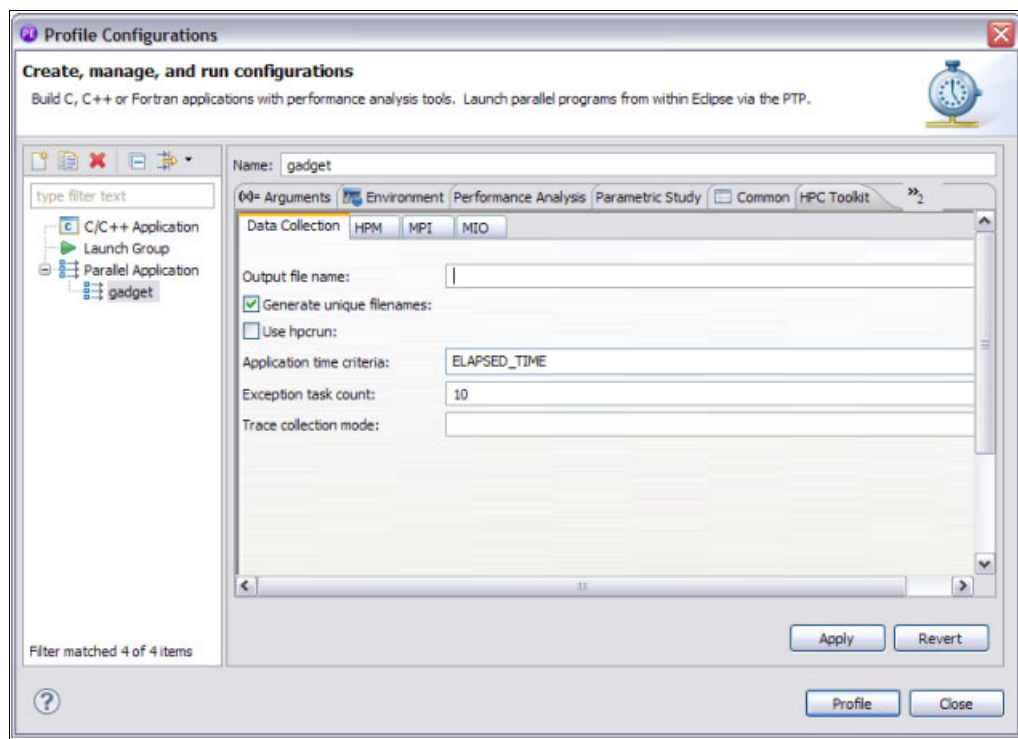 Profile Configurations
Create, manage, and run configurations
Build C, C++ or Fortran applications with performance analysis tools. Launch parallel programs from within Eclipse via the PTP.
Name: gadget
type filter text
(x)= Arguments Environment Performance Analysis Parametric Study Common HPC Toolkit »2
C/C++ Application
Launch Group
Parallel Application
gadget
Data Collection HPM MPI MIO
Output file name:
Generate unique filenames:
Use hpcrun:
Application time criteria: ELAPSED_TIME
Exception task count: 10
Trace collection mode:
Apply Revert
Filter matched 4 of 4 items
Profile Close